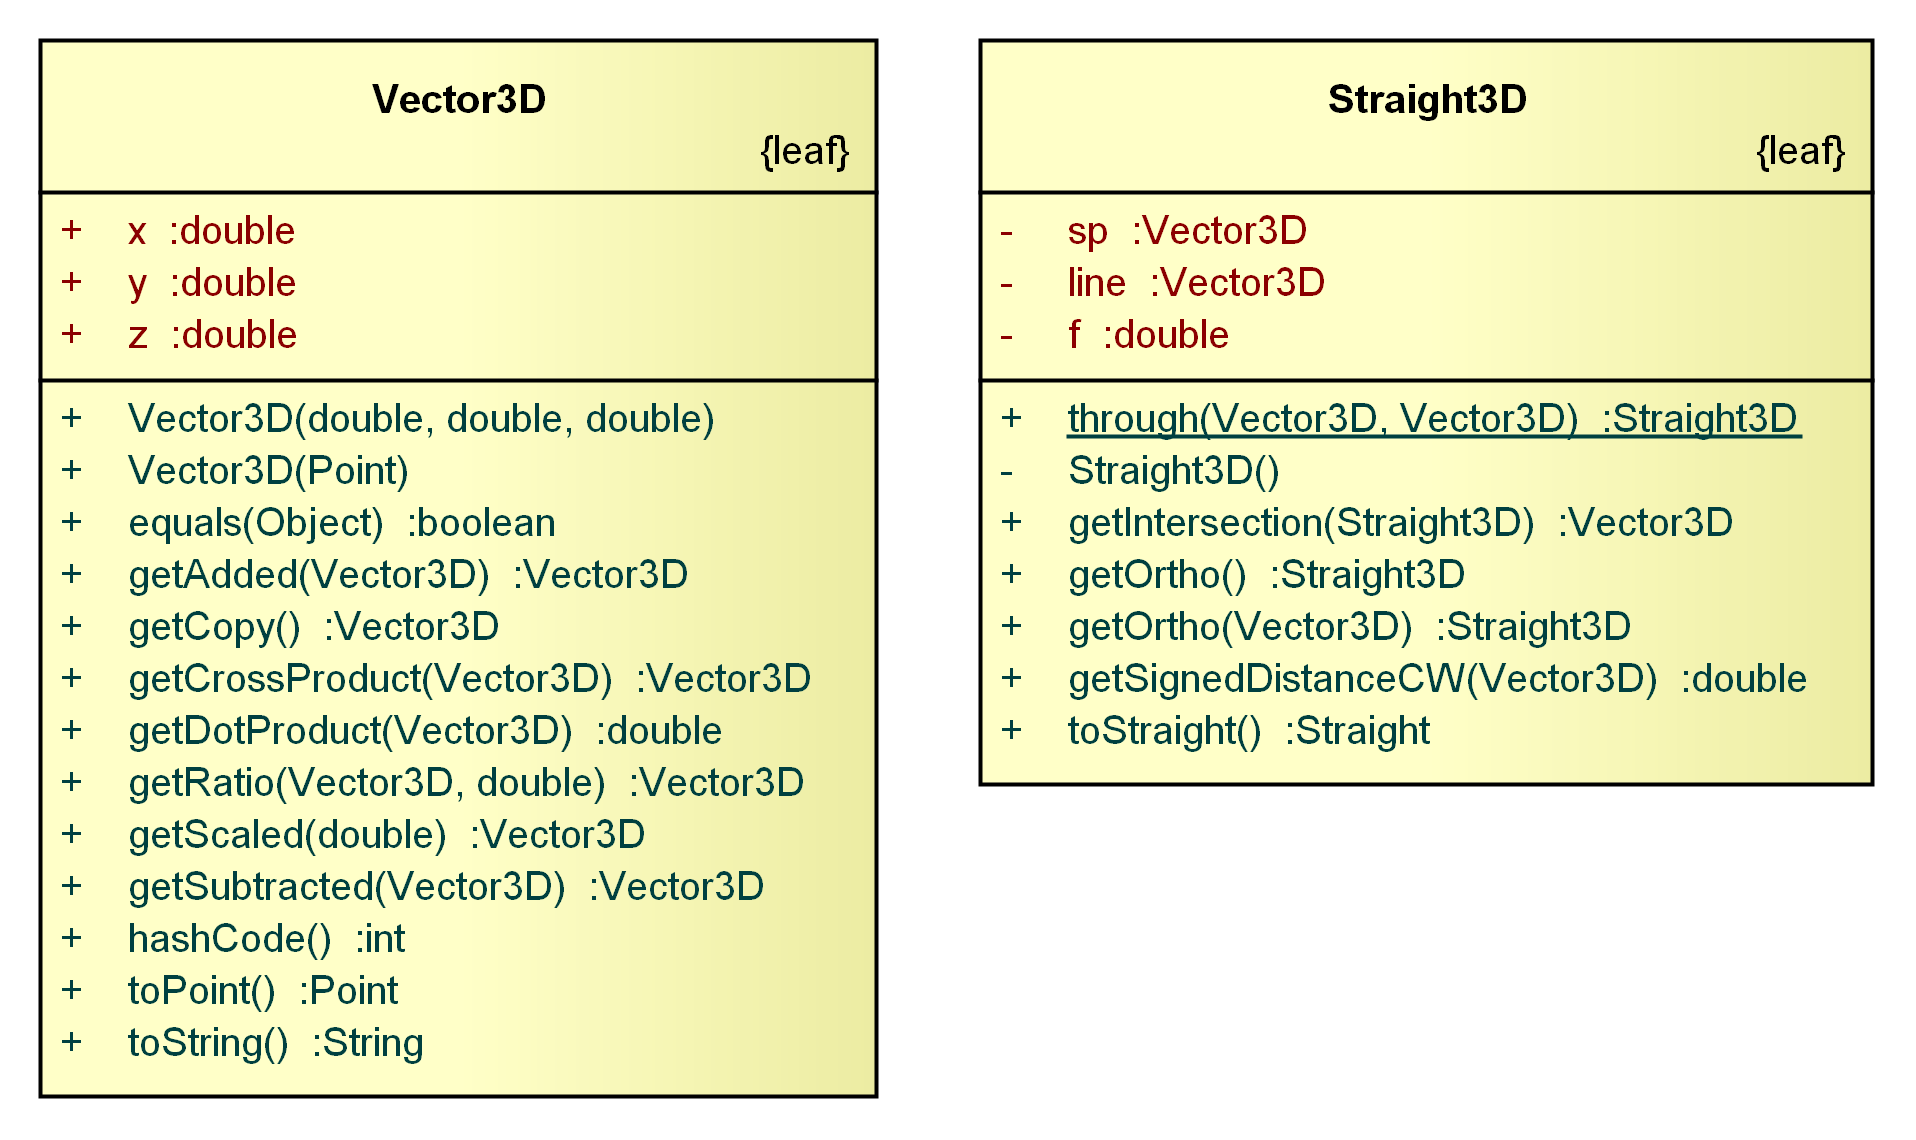 Vector3D
{leaf}
+ x :double
+ y :double
+ z :double
+ Vector3D(double, double, double)
+ Vector3D(Point)
+ equals(Object) :boolean
+ getAdded(Vector3D) :Vector3D
+ getCopy() :Vector3D
+ getCrossProduct(Vector3D) :Vector3D
+ getDotProduct(Vector3D) :double
+ getRatio(Vector3D, double) :Vector3D
+ getScaled(double) :Vector3D
+ getSubtracted(Vector3D) :Vector3D
+ hashCode() :int
+ toPoint() :Point
+ toString() :String
Straight3D
{leaf}
- sp :Vector3D
- line :Vector3D
- f :double
+ through(Vector3D, Vector3D) :Straight3D
- Straight3D()
+ getIntersection(Straight3D) :Vector3D
+ getOrtho() :Straight3D
+ getOrtho(Vector3D) :Straight3D
+ getSignedDistanceCW(Vector3D) :double
+ toStraight() :Straight